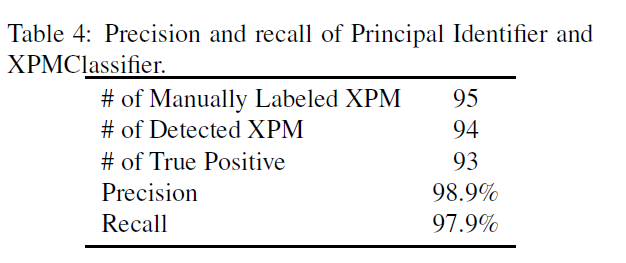 Table 4: Precision and recall of Principal Identifier and
XPMClassifier.
# of Manually Labeled XPM 95
# of Detected XPM 94
# of True Positive 93
Precision 98.9%
Recall 97.9%